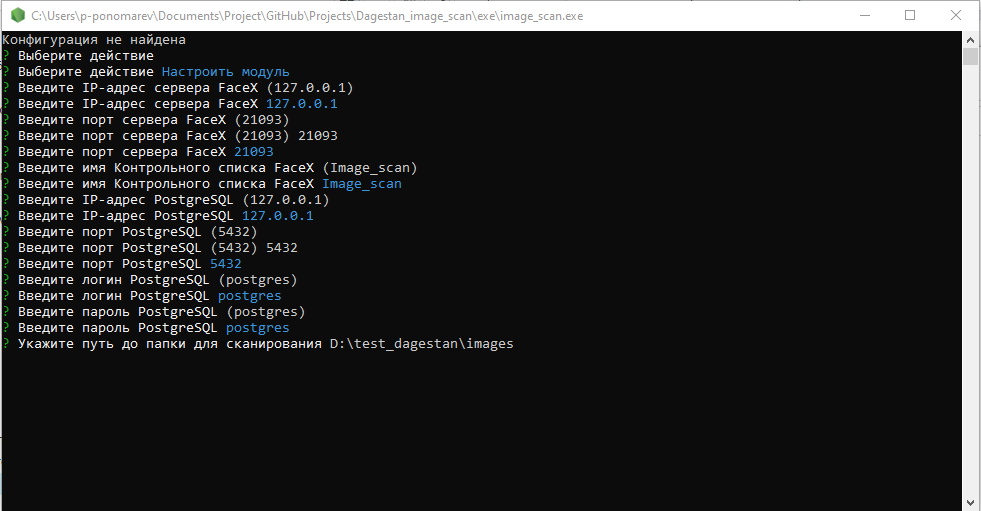 C:\Users\p-ponomarev\Documents\Project\GitHub\Projects\Dagestan_image_scan\exe\image_scan.exe
Конфигурация не найдена
? Выберите действие
? Выберите действие Настроить модуль
? Введите IP-адрес сервера FaceX (127.0.0.1)
? Введите IP-адрес сервера FaceX 127.0.0.1
? Введите порт сервера FaceX (21093)
? Введите порт сервера FaceX (21093) 21093
? Введите порт сервера FaceX 21093
? Введите имя Контрольного списка FaceX (Image_scan)
? Введите имя Контрольного списка FaceX Image_scan
? Введите IP-адрес PostgreSQL (127.0.0.1)
? Введите IP-адрес PostgreSQL 127.0.0.1
? Введите порт PostgreSQL (5432)
? Введите порт PostgreSQL (5432) 5432
? Введите порт PostgreSQL 5432
? Введите логин PostgreSQL (postgres)
? Введите логин PostgreSQL postgres
? Введите пароль PostgreSQL (postgres)
? Введите пароль PostgreSQL postgres
? Укажите путь до папки для сканирования D:\test_dagestan\images